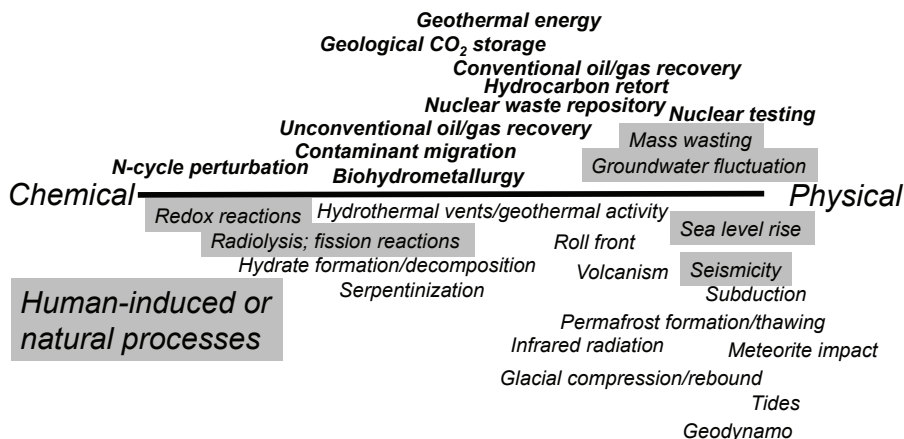 Geothermal energy
Geological CO₂ storage
Conventional oil/gas recovery
Hydrocarbon retort
Nuclear waste repository
Nuclear testing
Unconventional oil/gas recovery
Mass wasting
Contaminant migration
Groundwater fluctuation
N-cycle perturbation
Biohydrometallurgy
Chemical
Physical
Redox reactions
Hydrothermal vents/geothermal activity
Sea level rise
Radiolysis; fission reactions
Roll front
Hydrate formation/decomposition
Volcanism
Seismicity
Serpentinization
Subduction
Human-induced or
natural processes
Permafrost formation/thawing
Infrared radiation
Meteorite impact
Glacial compression/rebound
Tides
Geodynamo